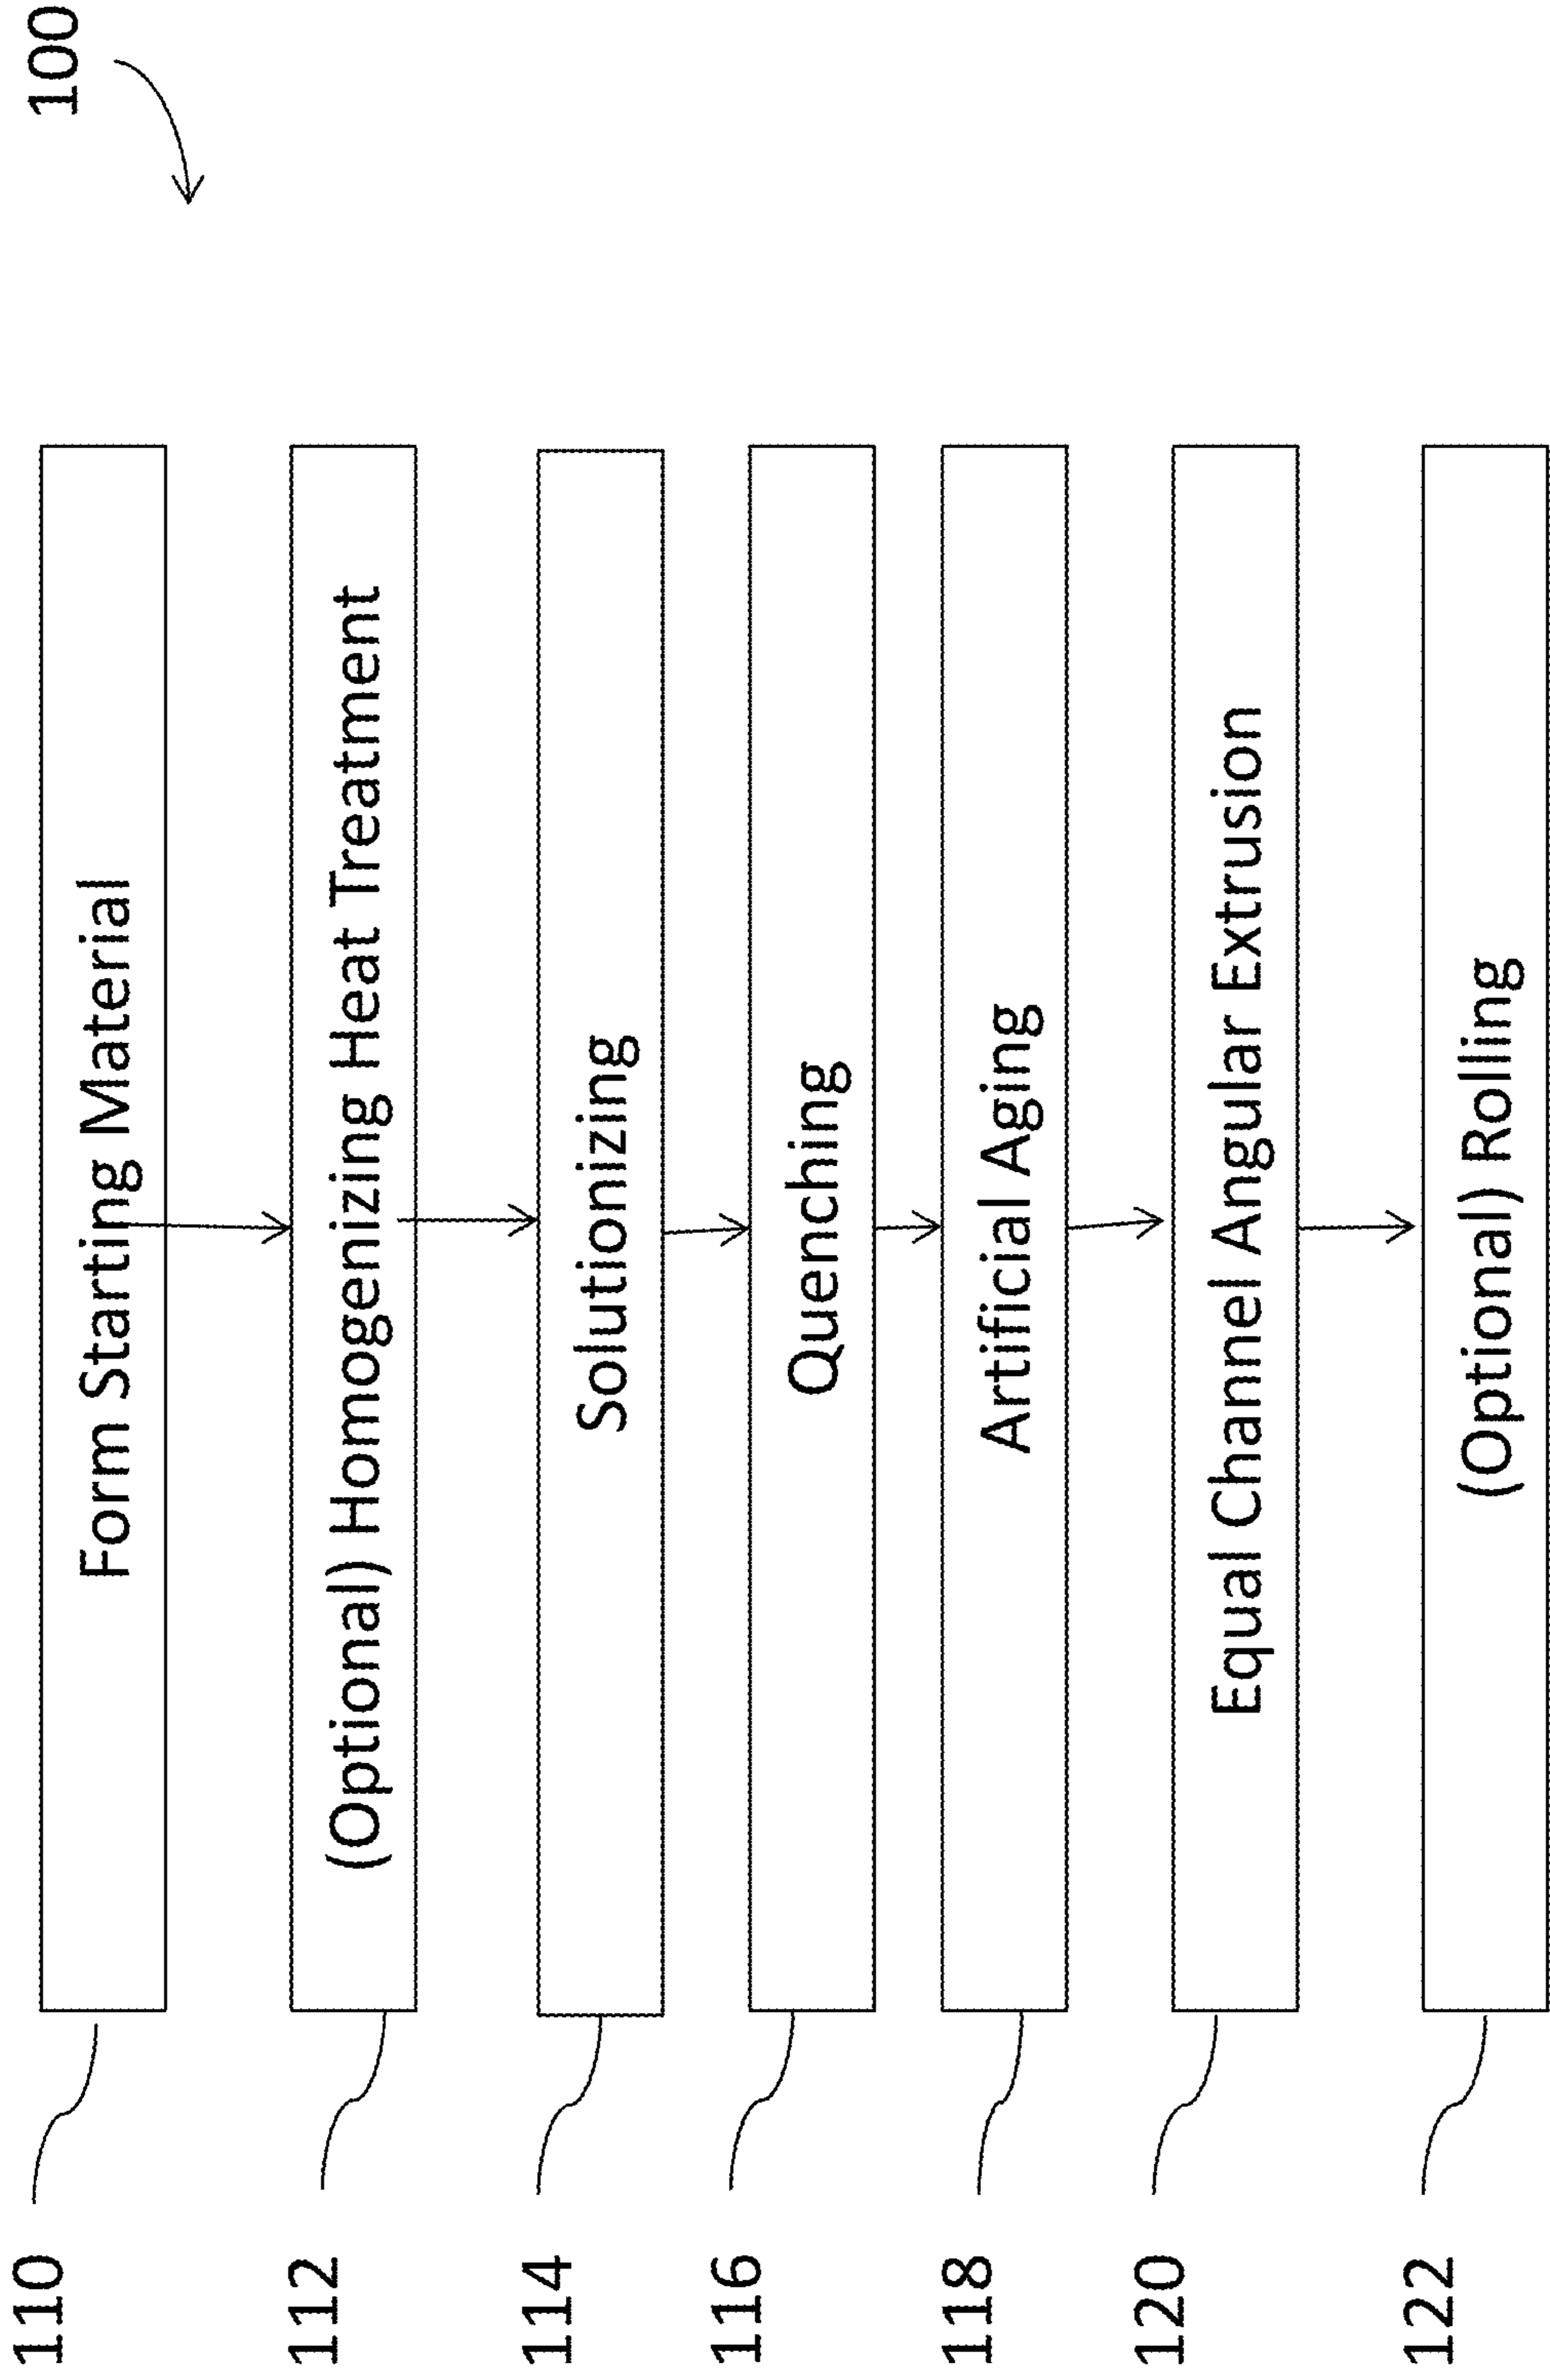 100
110
Form Starting Material
112
(Optional) Homogenizing Heat Treatment
114
Solutionizing
116
Quenching
118
Artificial Aging
120
Equal Channel Angular Extrusion
122
(Optional) Rolling